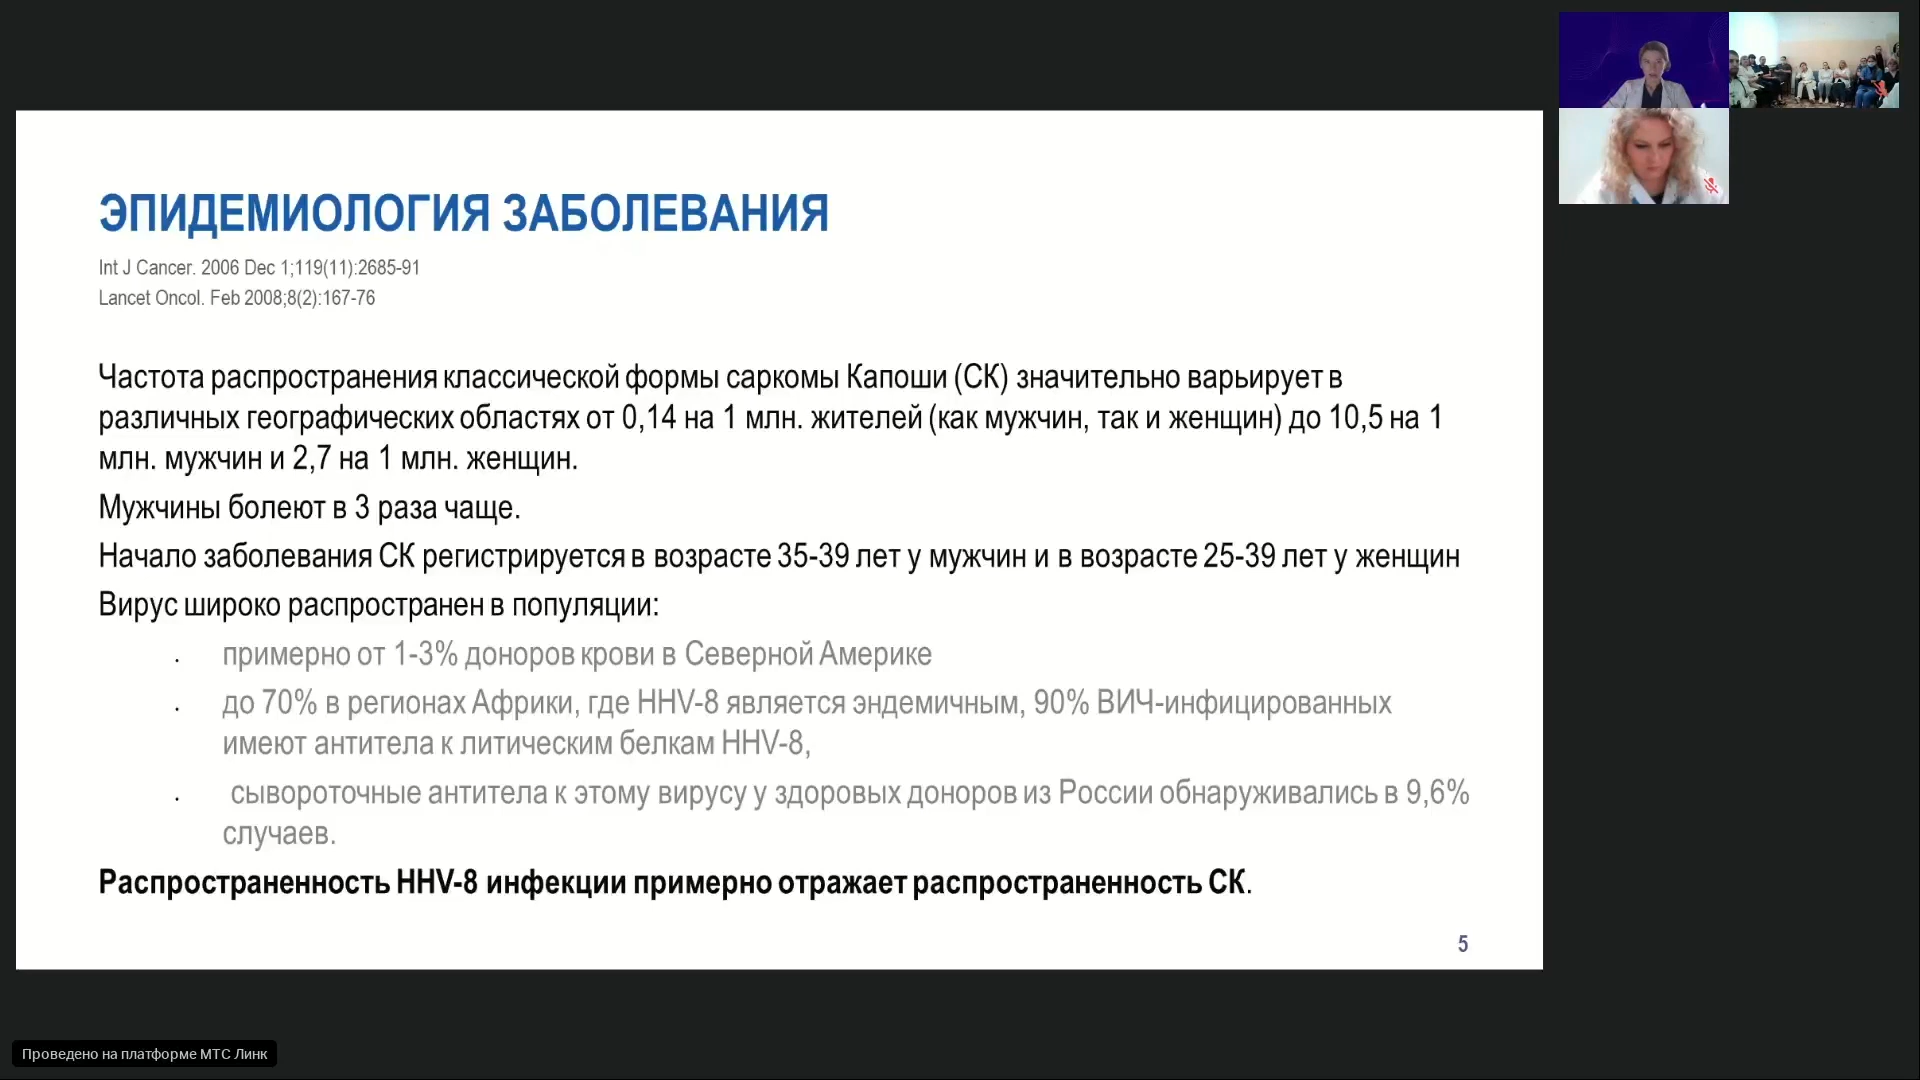 ЭПИДЕМИОЛОГИЯ ЗАБОЛЕВАНИЯ
Int J Cancer. 2006 Dec 1;119(11):2685-91
Lancet Oncol. Feb 2008;8(2):167-76
Частота распространения классической формы саркомы Капоши (СК) значительно варьирует в
различных географических областях от 0,14 на 1 млн. жителей (как мужчин, так и женщин) до 10,5 на 1
млн. мужчин и 2,7 на 1 млн. женщин.
Мужчины болеют в 3 раза чаще.
Начало заболевания СК регистрируется в возрасте 35-39 лет у мужчин и в возрасте 25-39 лет у женщин
Вирус широко распространен в популяции:
• примерно от 1-3% доноров крови в Северной Америке
• до 70% в регионах Африки, где HHV-8 является эндемичным, 90% ВИЧ-инфицированных
имеют антитела к литическим белкам HHV-8,
• сывороточные антитела к этому вирусу у здоровых доноров из России обнаруживались в 9,6%
случаев.
Распространенность HHV-8 инфекции примерно отражает распространенность СК.
5
Проведено на платформе МТС Линк